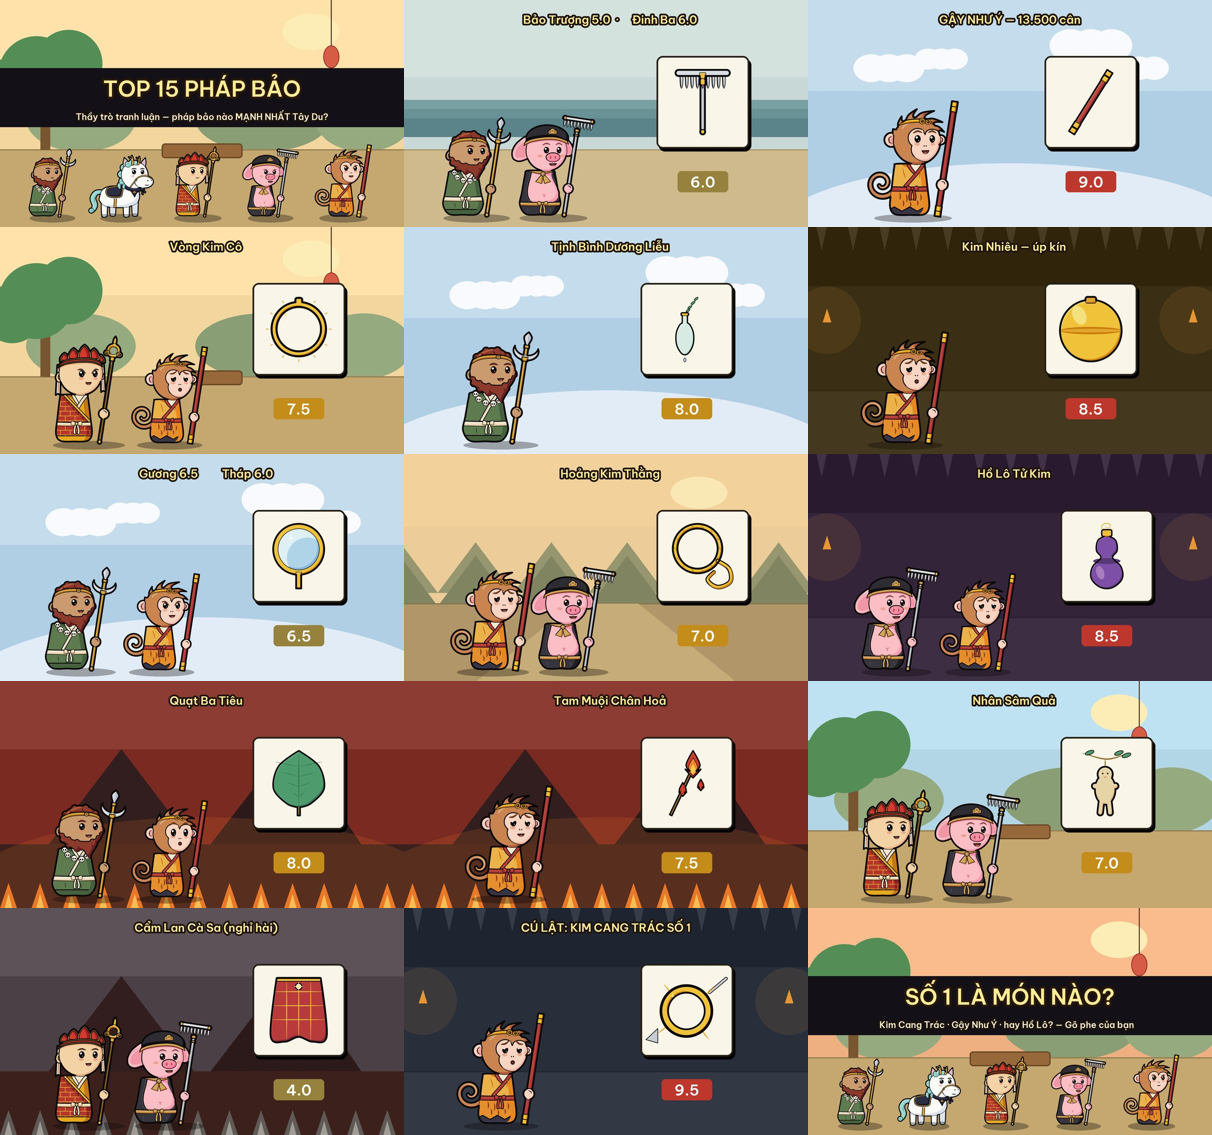 TOP 15 PHÁP BẢO
Thầy trò tranh luận — pháp bảo nào MẠNH NHẤT Tây Du?
Bảo Trượng 5.0 · Đinh Ba 6.0
6.0
GẬY NHƯ Ý — 13.500 cân
9.0
Vòng Kim Cô
7.5
Tịnh Bình Dương Liễu
8.0
Kim Nhiêu — úp kín
8.5
Gương 6.5 Tháp 6.0
6.5
Hoảng Kim Thằng
7.0
Hồ Lô Tử Kim
8.5
Quạt Ba Tiêu
8.0
Tam Muội Chân Hoả
7.5
Nhân Sâm Quả
7.0
Cẩm Lan Cà Sa (nghi hải)
4.0
CÚ LẬT: KIM CANG TRÁC SỐ 1
9.5
SỐ 1 LÀ MÓN NÀO?
Kim Cang Trác · Gậy Như Ý · hay Hồ Lô? — Gõ phe của bạn